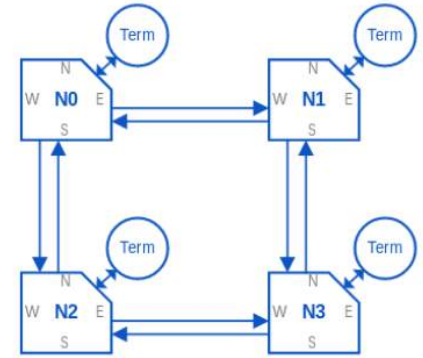 Term Term
N N
W N0 E W N1 E
S S
Term Term
N N
W N2 E W N3 E
S S